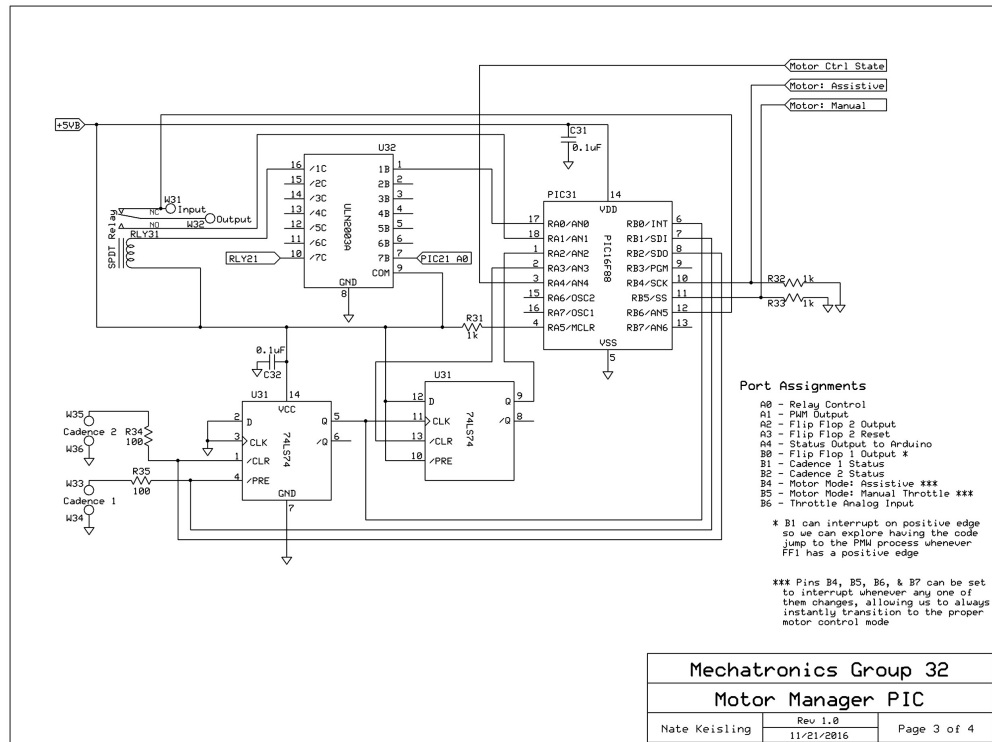 Motor Ctrl State
Motor: Assistive
Motor: Manual
+5VB
C31
0.1uF
U32
16 /1C 1B 1
15 /2C 2B 2
14 /3C 3B 3
13 /4C 4B 4
12 /5C 5B 5
11 /6C 6B 6
10 /7C 7B 7
COM 9
GND
8
ULN2003A
W31
Input
NC
Output
W32
NO
RLY31
SPDT Relay
RLY21
PIC21 A0
PIC31
14
VDD
17 RA0/AN0 RB0/INT 6
18 RA1/AN1 RB1/SDI 7
1 RA2/AN2 RB2/SDO 8
2 RA3/AN3 RB3/PGM 9
3 RA4/AN4 RB4/SCK 10
15 RA6/OSC2 RB5/SS 11
16 RA7/OSC1 RB6/AN5 12
4 RA5/MCLR RB7/AN6 13
VSS
5
PIC16F88
R32 1k
R33 1k
R31
1k
0.1uF
C32
U31
14
VCC
2 D Q 5
3 CLK /Q 6
1 /CLR
4 /PRE
GND
7
74LS74
U31
12 D Q 9
11 CLK /Q 8
13 /CLR
10 /PRE
74LS74
W35
Cadence 2
W36
R34
100
R35
100
W33
Cadence 1
W34
Port Assignments
A0 - Relay Control
A1 - PWM Output
A2 - Flip Flop 2 Output
A3 - Flip Flop 2 Reset
A4 - Status Output to Arduino
B0 - Flip Flop 1 Output *
B1 - Cadence 1 Status
B2 - Cadence 2 Status
B4 - Motor Mode: Assistive ***
B5 - Motor Mode: Manual Throttle ***
B6 - Throttle Analog Input
* B1 can interrupt on positive edge
so we can explore having the code
jump to the PMW process whenever
FF1 has a positive edge
*** Pins B4, B5, B6, & B7 can be set
to interrupt whenever any one of
them changes, allowing us to always
instantly transition to the proper
motor control mode
Mechatronics Group 32
Motor Manager PIC
Nate Keisling
Rev 1.0
11/21/2016
Page 3 of 4